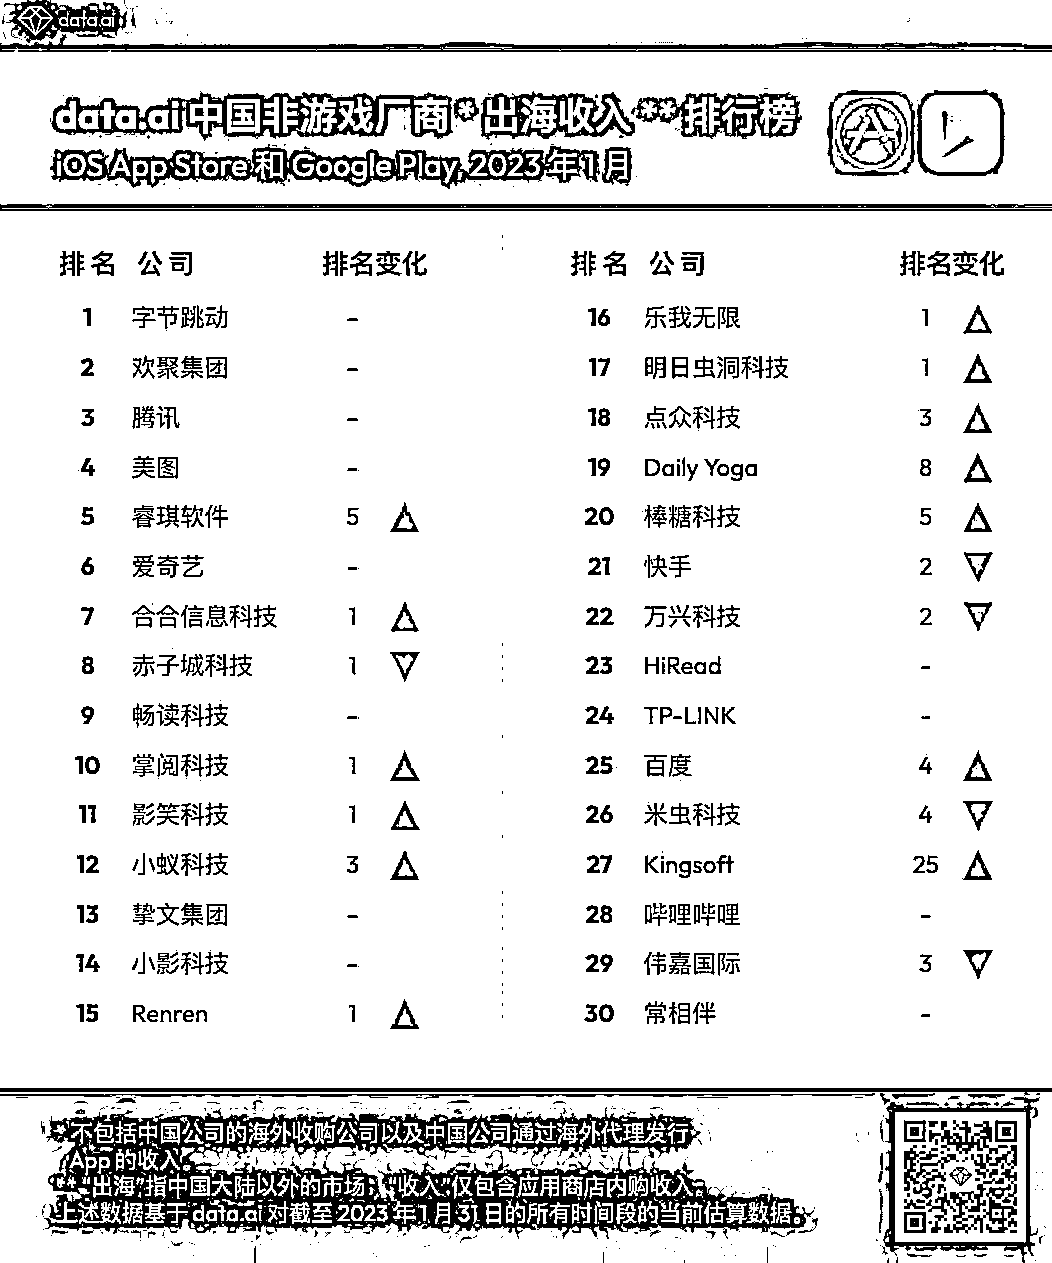 data.ai
data.ai 中国非游戏厂商* 出海收入** 排行榜
iOS App Store 和 Google Play, 2023 年 1 月
排名 公司 排名变化
1 字节跳动 -
2 欢聚集团 -
3 腾讯 -
4 美图 -
5 睿琪软件 5 △
6 爱奇艺 -
7 合合信息科技 1 △
8 赤子城科技 1 ▽
9 畅读科技 -
10 掌阅科技 1 △
11 影笑科技 1 △
12 小蚁科技 3 △
13 挚文集团 -
14 小影科技 -
15 Renren 1 △
排名 公司 排名变化
16 乐我无限 1 △
17 明日虫洞科技 1 △
18 点众科技 3 △
19 Daily Yoga 8 △
20 棒糖科技 5 △
21 快手 2 ▽
22 万兴科技 2 ▽
23 HiRead -
24 TP-LINK -
25 百度 4 △
26 米虫科技 4 ▽
27 Kingsoft 25 △
28 哔哩哔哩 -
29 伟嘉国际 3 ▽
30 常相伴 -
* 不包括中国公司的海外收购公司以及中国公司通过海外代理发行
App 的收入。
** “出海”指中国大陆以外的市场；“收入”仅包含应用商店内购收入。
上述数据基于 data.ai 对截至 2023 年 1 月 31 日的所有时间段的当前估算数据。